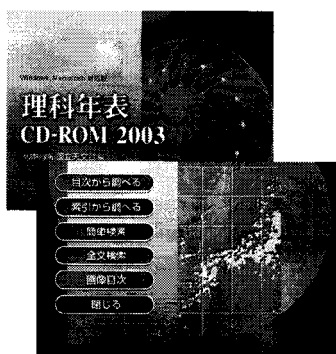 Windows, Macintosh 対応版
理科年表
CD-ROM 2003
目次から調べる
索引から調べる
簡単検索
全文検索
画像目次
閉じる